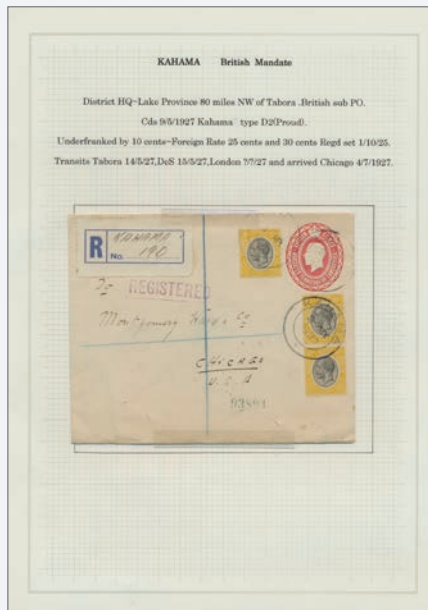 KAHAMA British Mandate
District HQ-Lake Province 80 miles NW of Tabora .British sub PO.
Cds 9/5/1927 Kahama type D2(Proud).
Underfranked by 10 cents-Foreign Rate 25 cents and 30 cents Regd set 1/10/25.
Transits Tabora 14/5/27,DeS 15/5/27,London ?/?/27 and arrived Chicago 4/7/1927.
R KAHAMA
No. 190
To REGISTERED
Montgomery Ward & Co
CHICAGO
U.S.A